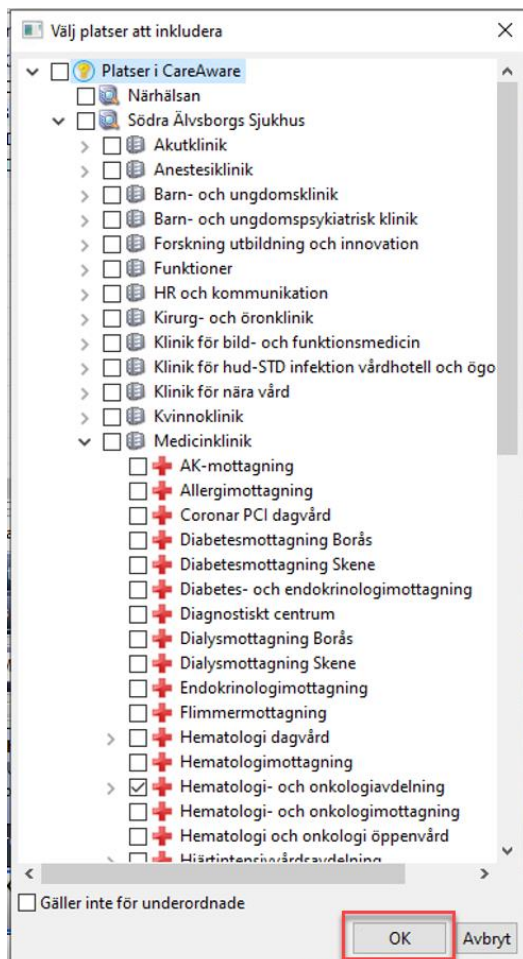 Välj platser att inkludera
Platser i CareAware
Närhälsan
Södra Älvsborgs Sjukhus
Akutklinik
Anestesiklinik
Barn- och ungdomsklinik
Barn- och ungdomspsykiatrisk klinik
Forskning utbildning och innovation
Funktioner
HR och kommunikation
Kirurg- och öronklinik
Klinik för bild- och funktionsmedicin
Klinik för hud-STD infektion vårdhotell och ögo
Klinik för nära vård
Kvinnoklinik
Medicinklinik
AK-mottagning
Allergimottagning
Coronar PCI dagvård
Diabetesmottagning Borås
Diabetesmottagning Skene
Diabetes- och endokrinologimottagning
Diagnostiskt centrum
Dialysmottagning Borås
Dialysmottagning Skene
Endokrinologimottagning
Flimmermottagning
Hematologi dagvård
Hematologimottagning
Hematologi- och onkologiavdelning
Hematologi- och onkologimottagning
Hematologi och onkologi öppenvård
Hjärtintensivvårdsavdelning
Gäller inte för underordnade
OK Avbryt